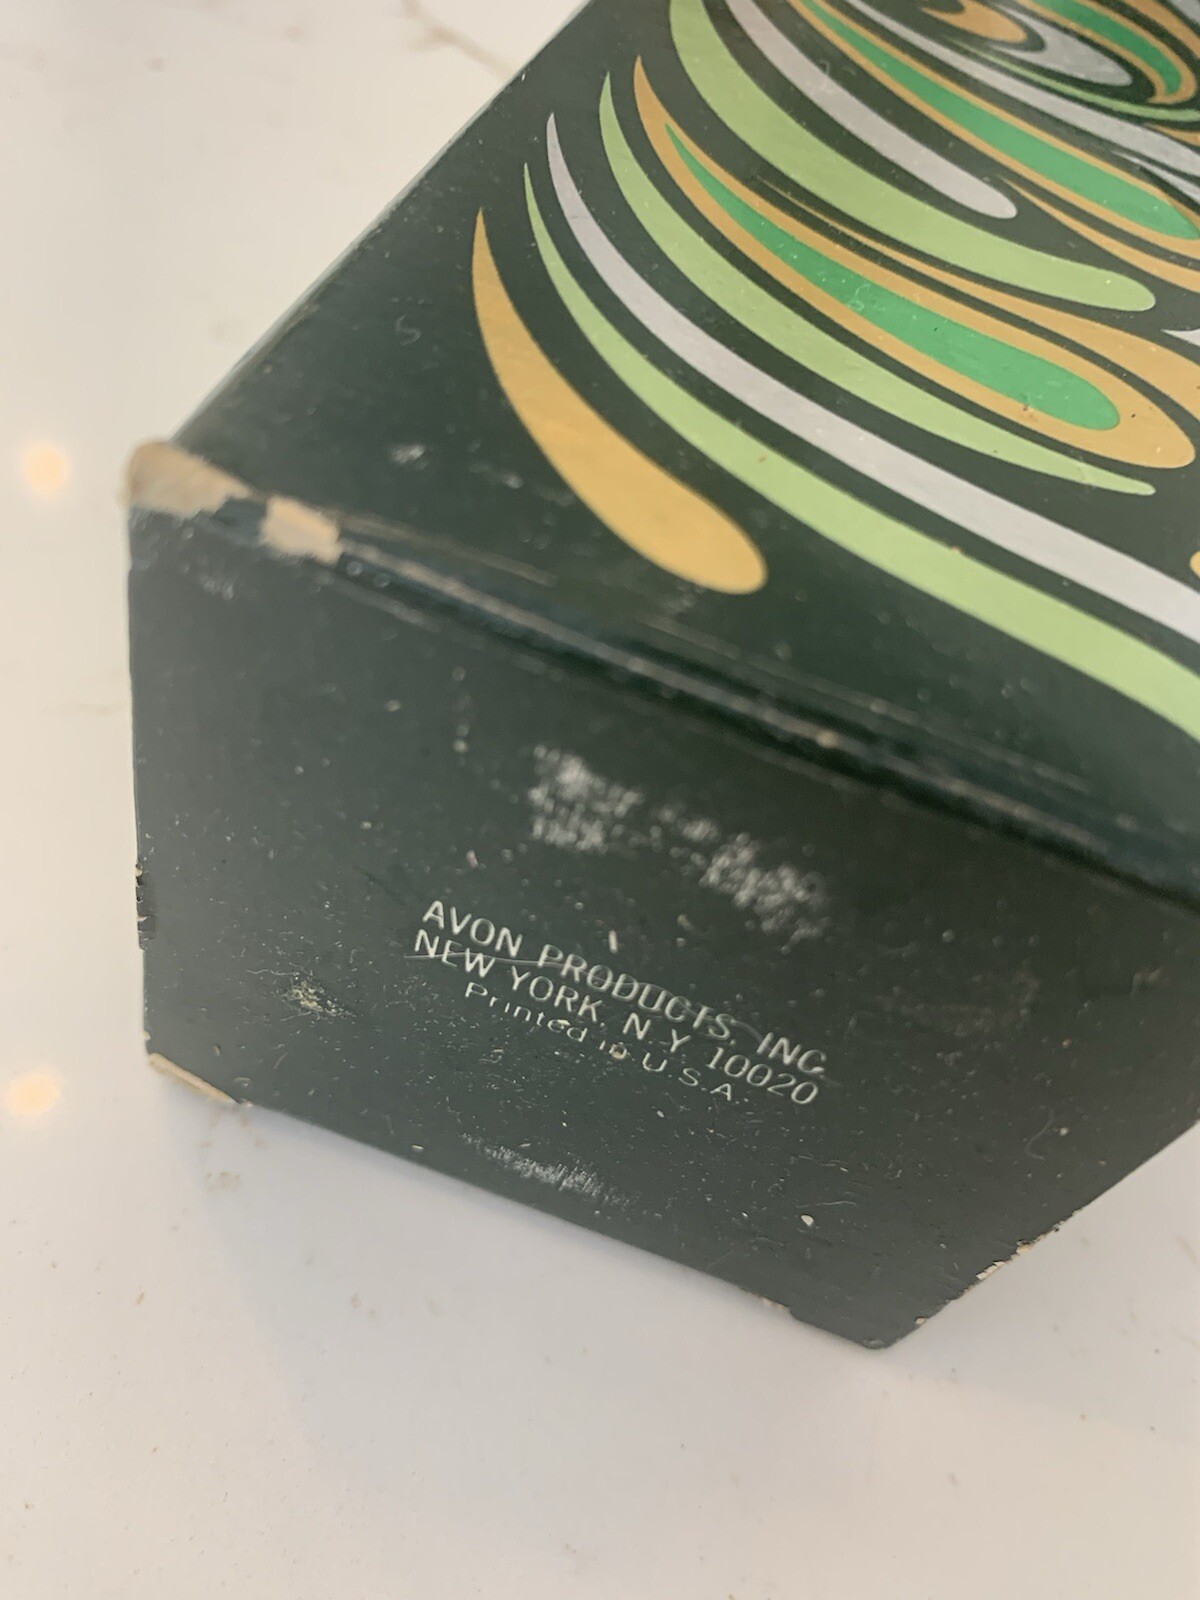 AVON PRODUCTS, INC.
NEW YORK, N.Y. 10020
Printed in U.S.A.